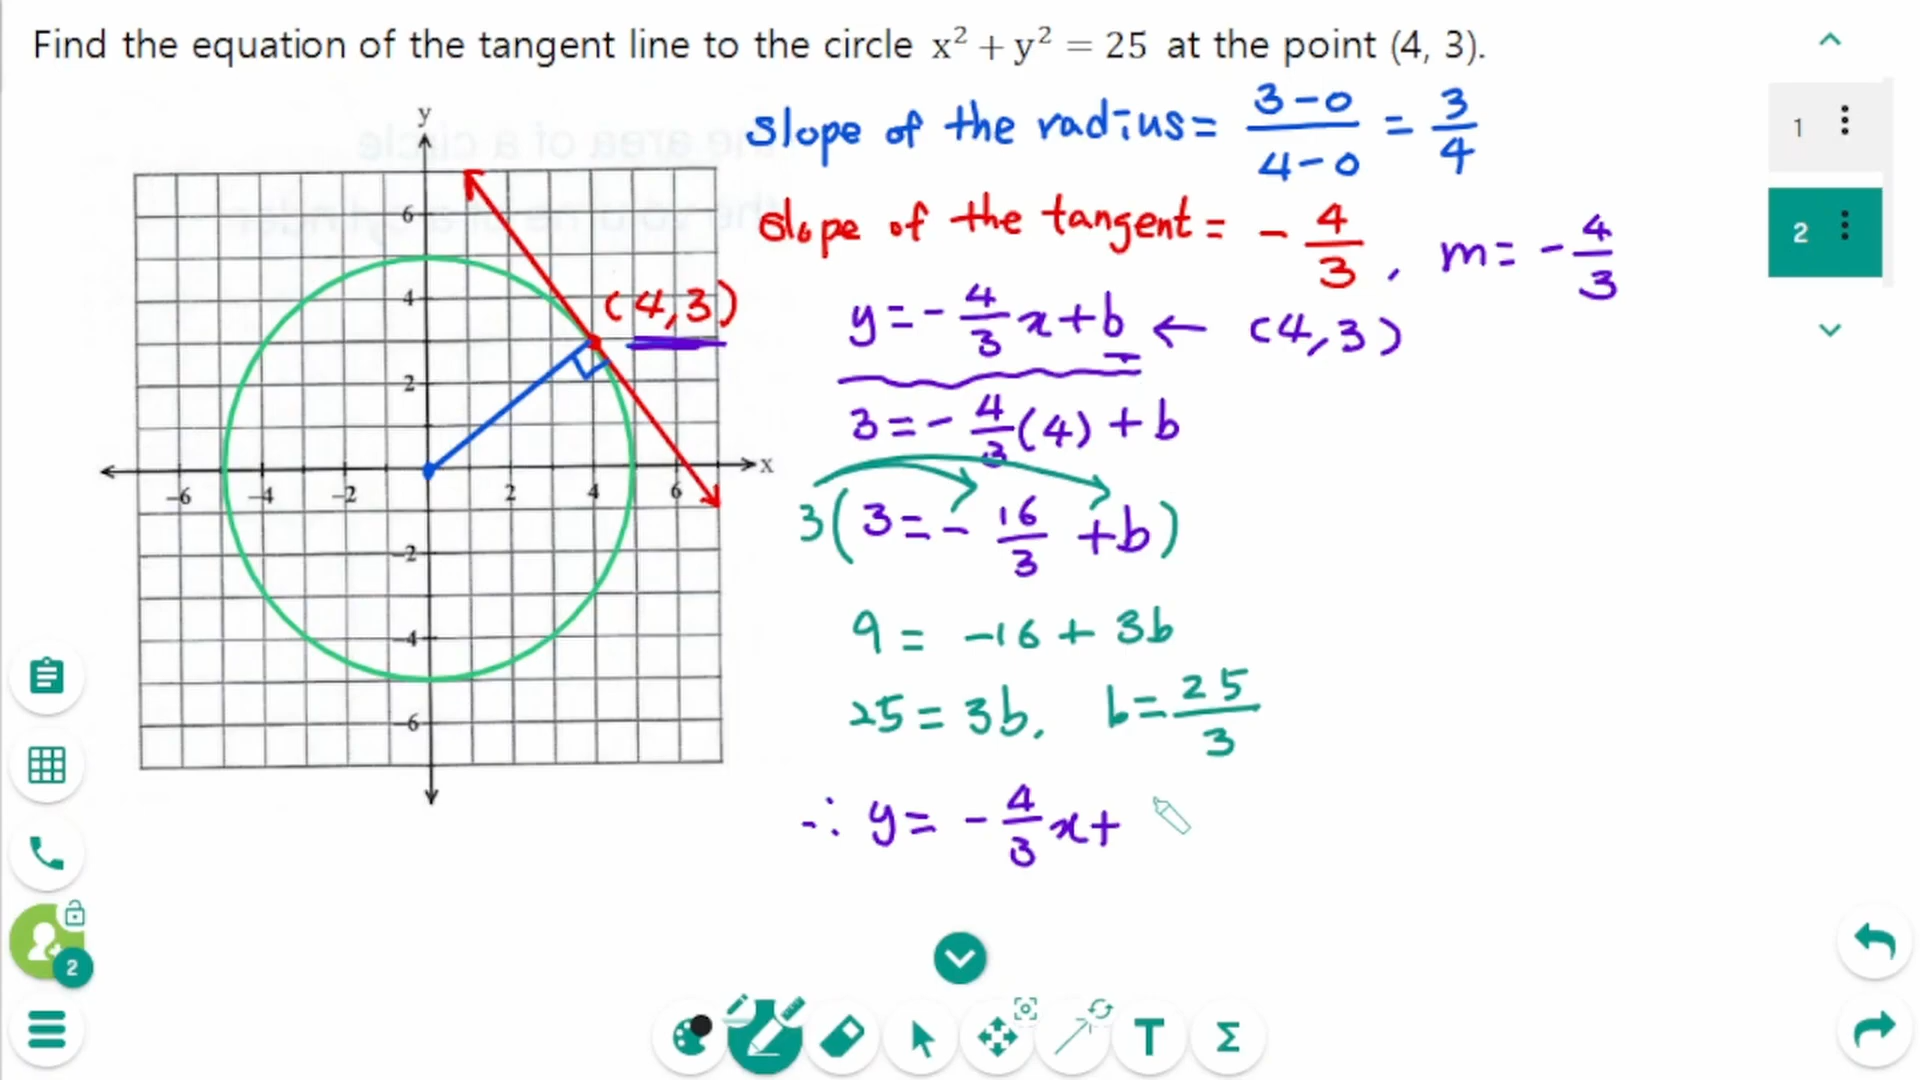 Find the equation of the tangent line to the circle x² + y² = 25 at the point (4, 3).
slope of the radius = 3-0/4-0 = 3/4
slope of the tangent = - 4/3 , m = - 4/3
y = - 4/3 x + b ← (4,3)
3 = - 4/3 (4) + b
3(3 = - 16/3 + b)
9 = -16 + 3b
25 = 3b, b = 25/3
∴ y = - 4/3 x +
y
6
4
(4,3)
2
x
-6 -4 -2 2 4 6
-2
-4
-6
1
2
2
T
Σ